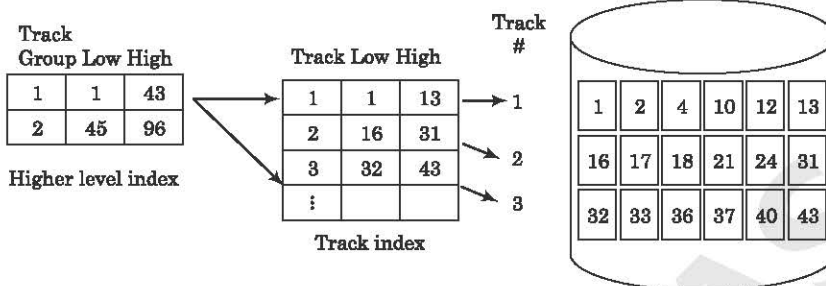 Track
Group Low High
1 1 43
2 45 96
Higher level index
Track Low High
1 1 13
2 16 31
3 32 43
⋮
Track index
Track
#
1
2
3
1 2 4 10 12 13
16 17 18 21 24 31
32 33 36 37 40 43